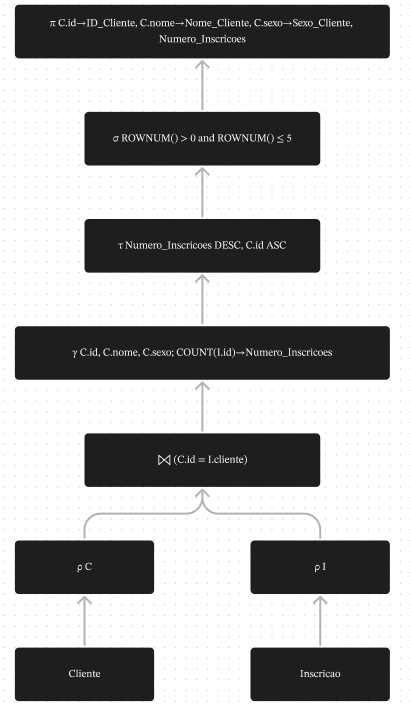 π C.id→ID_Cliente, C.nome→Nome_Cliente, C.sexo→Sexo_Cliente,
Numero_Inscricoes
σ ROWNUM() > 0 and ROWNUM() ≤ 5
τ Numero_Inscricoes DESC, C.id ASC
γ C.id, C.nome, C.sexo; COUNT(I.id)→Numero_Inscricoes
⋈ (C.id = I.cliente)
ρ C
ρ I
Cliente
Inscricao